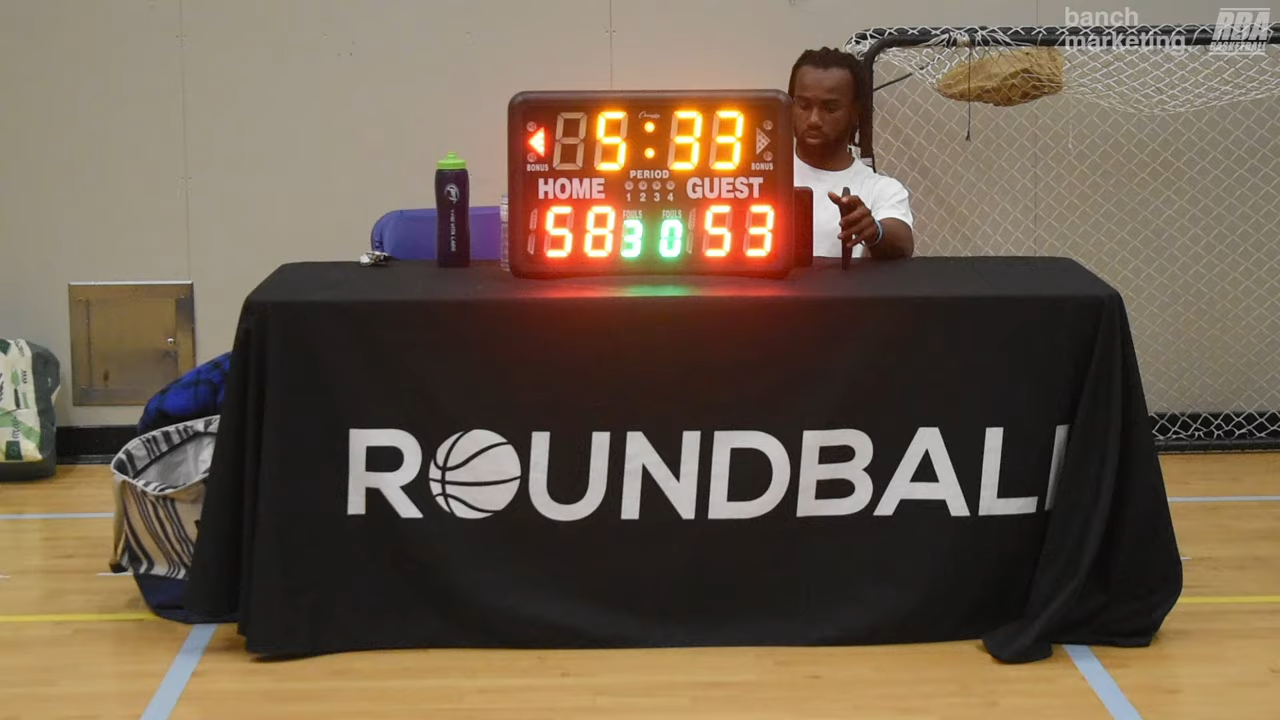 banch
marketing
RBA
BASKETBALL
5:33
BONUS
BONUS
PERIOD
HOME
1 2 3 4
GUEST
FOULS
FOULS
58
3
0
53
ROUNDBALL